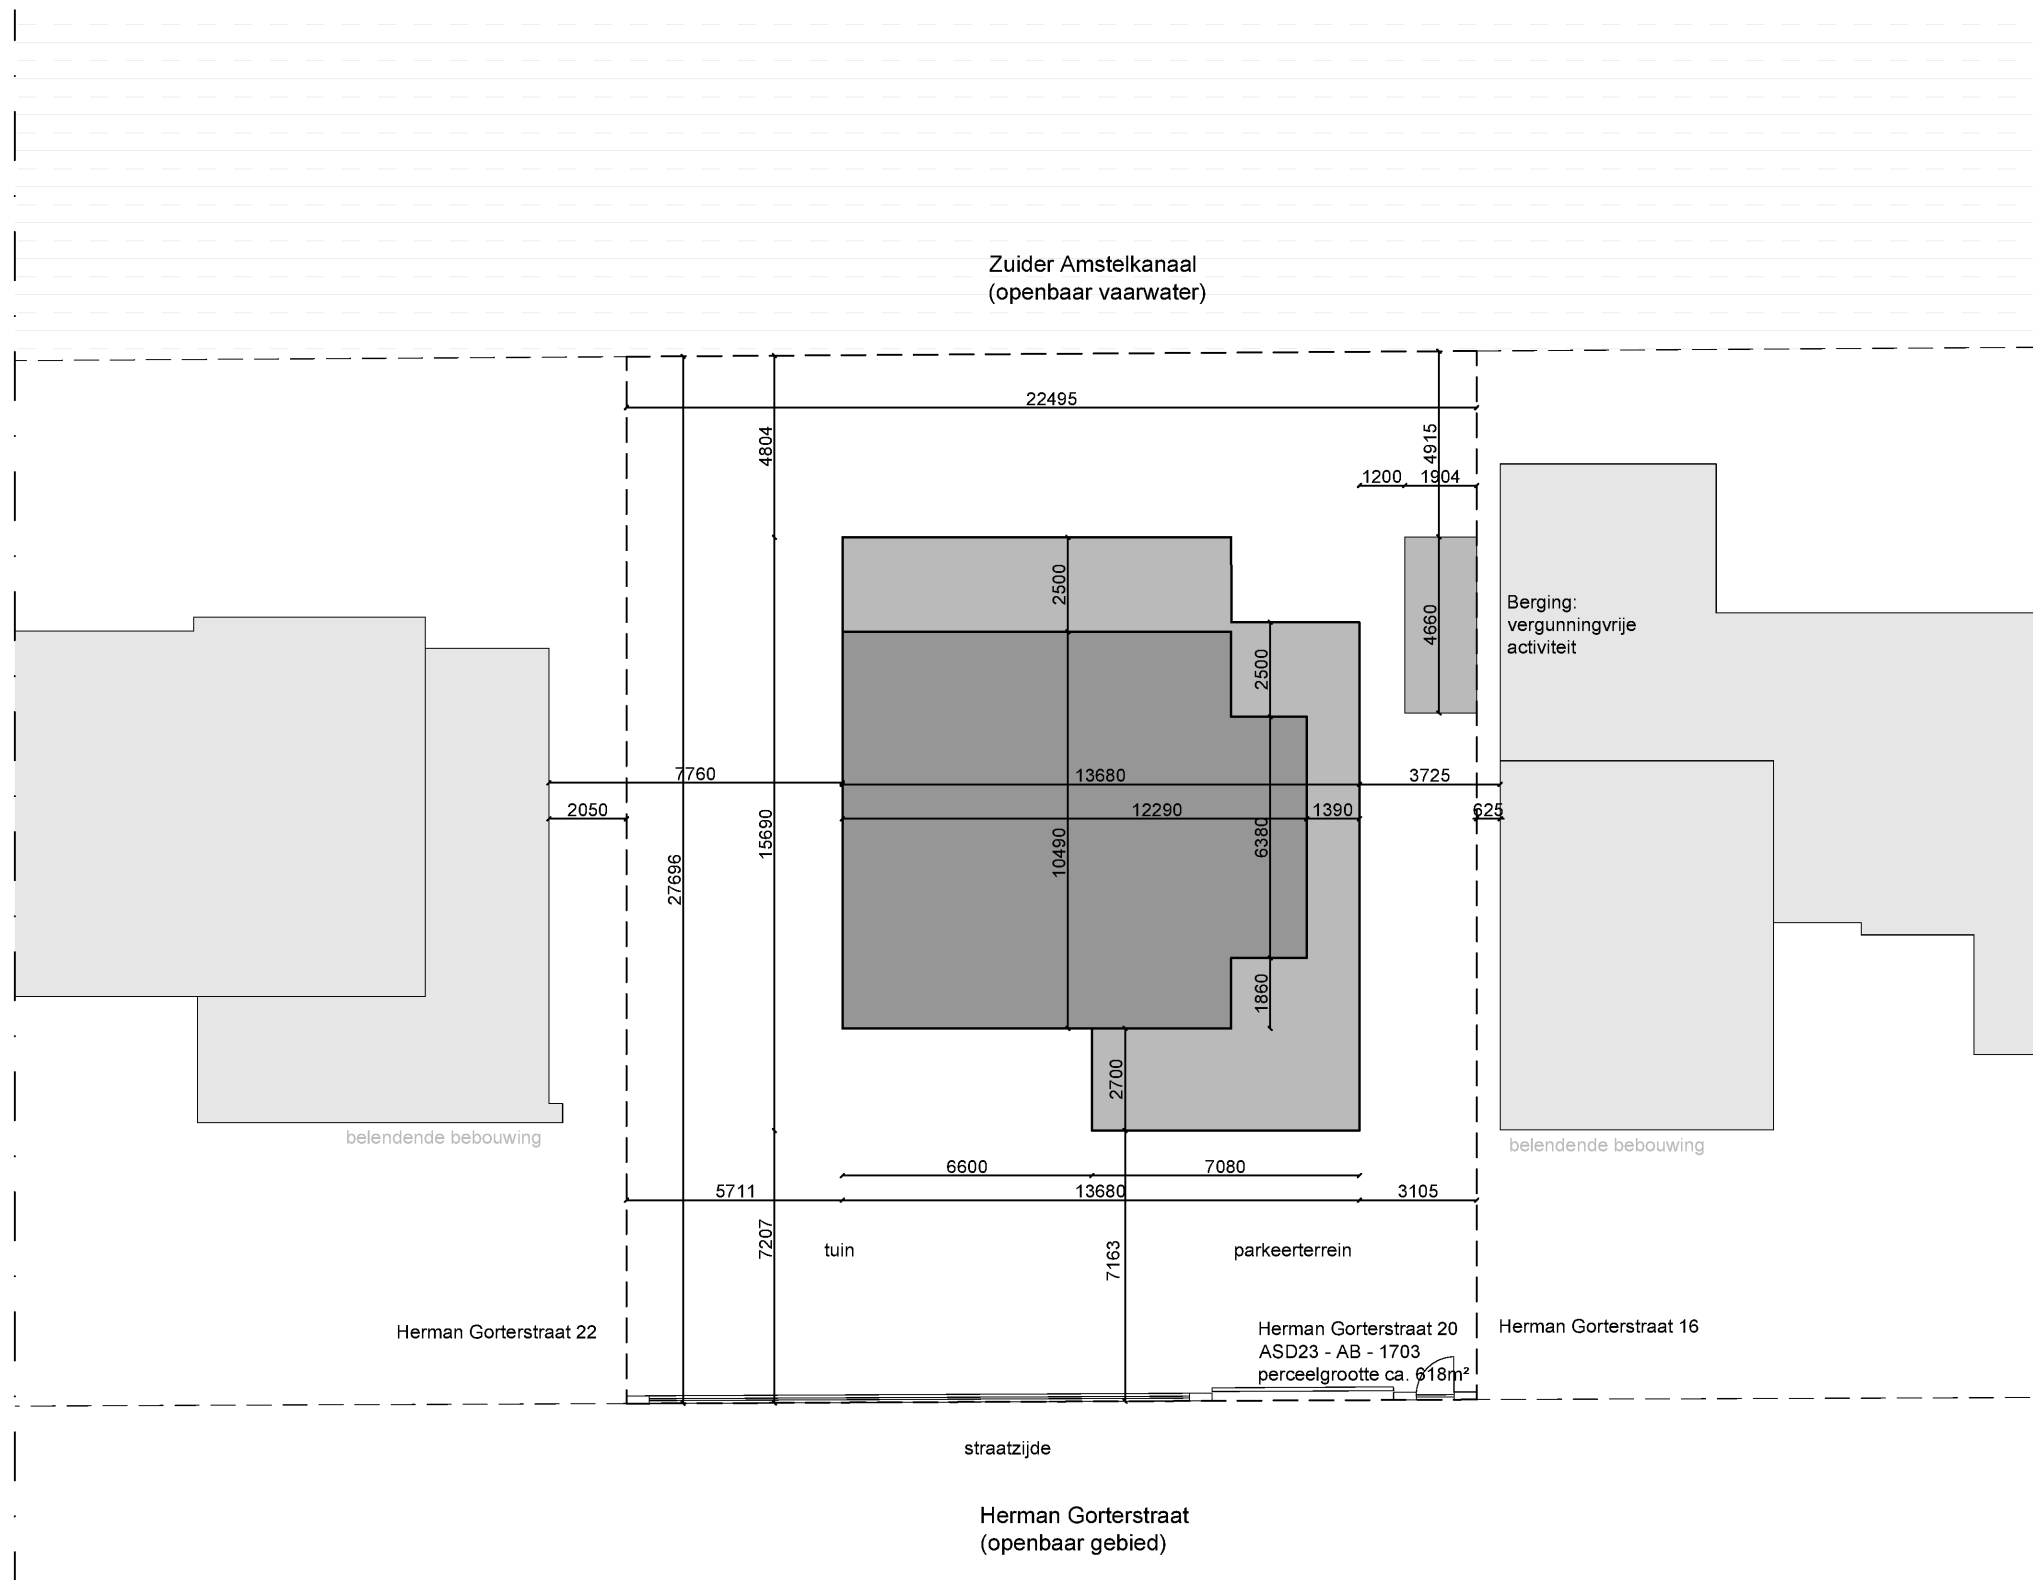 Zuider Amstelkanaal
(openbaar vaarwater)
22495
4804
4915
1200
1904
2500
4660
Berging:
vergunningvrije
activiteit
2500
7760
13680
3725
2050
12290
1390
625
15690
6380
10490
27696
1860
2700
belendende bebouwing
belendende bebouwing
6600
7080
5711
13680
3105
7207
7163
tuin
parkeerterrein
Herman Gorterstraat 22
Herman Gorterstraat 20
ASD23 - AB - 1703
perceelgrootte ca. 618m²
Herman Gorterstraat 16
straatzijde
Herman Gorterstraat
(openbaar gebied)